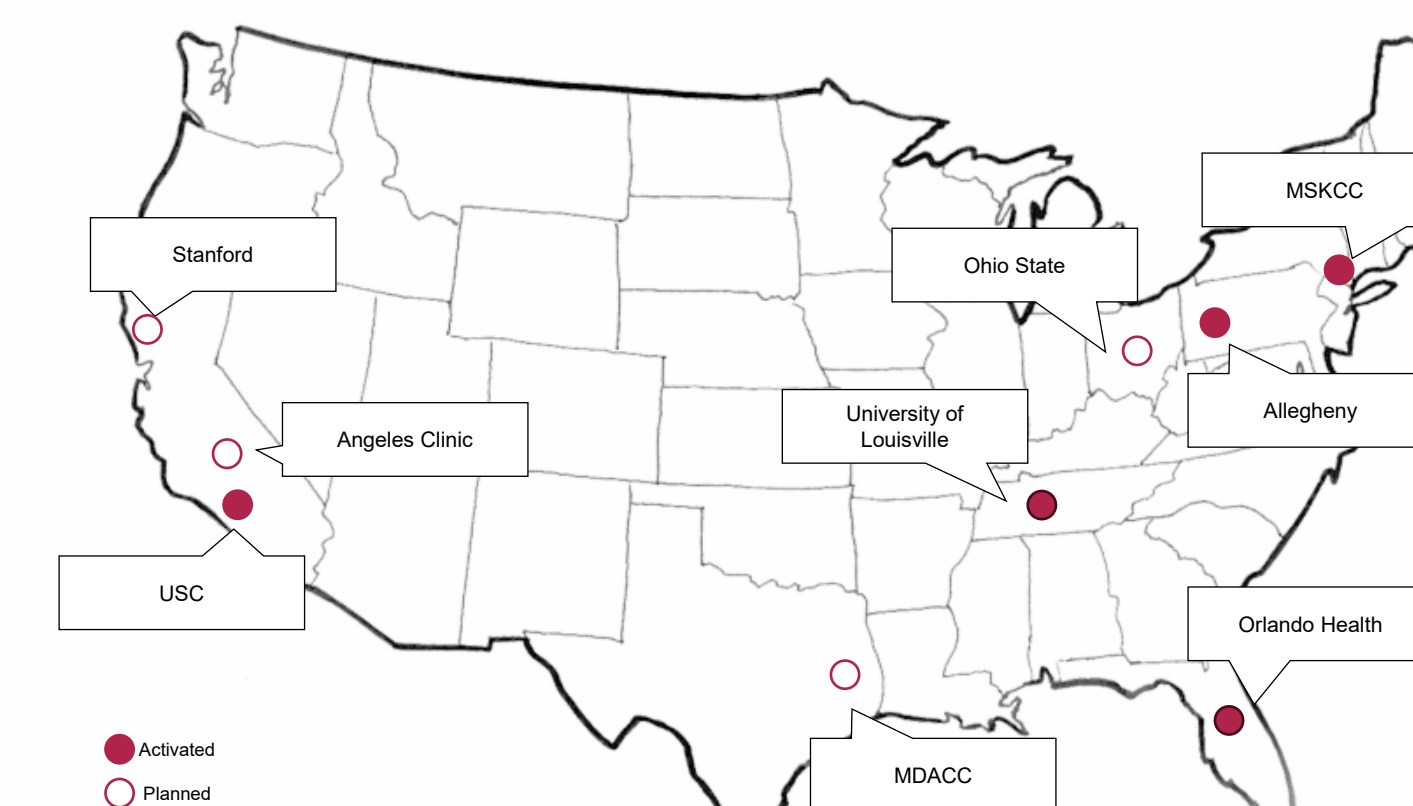 MSKCC
Stanford
Ohio State
Allegheny
University of
Louisville
Angeles Clinic
USC
Orlando Health
MDACC
Activated
Planned